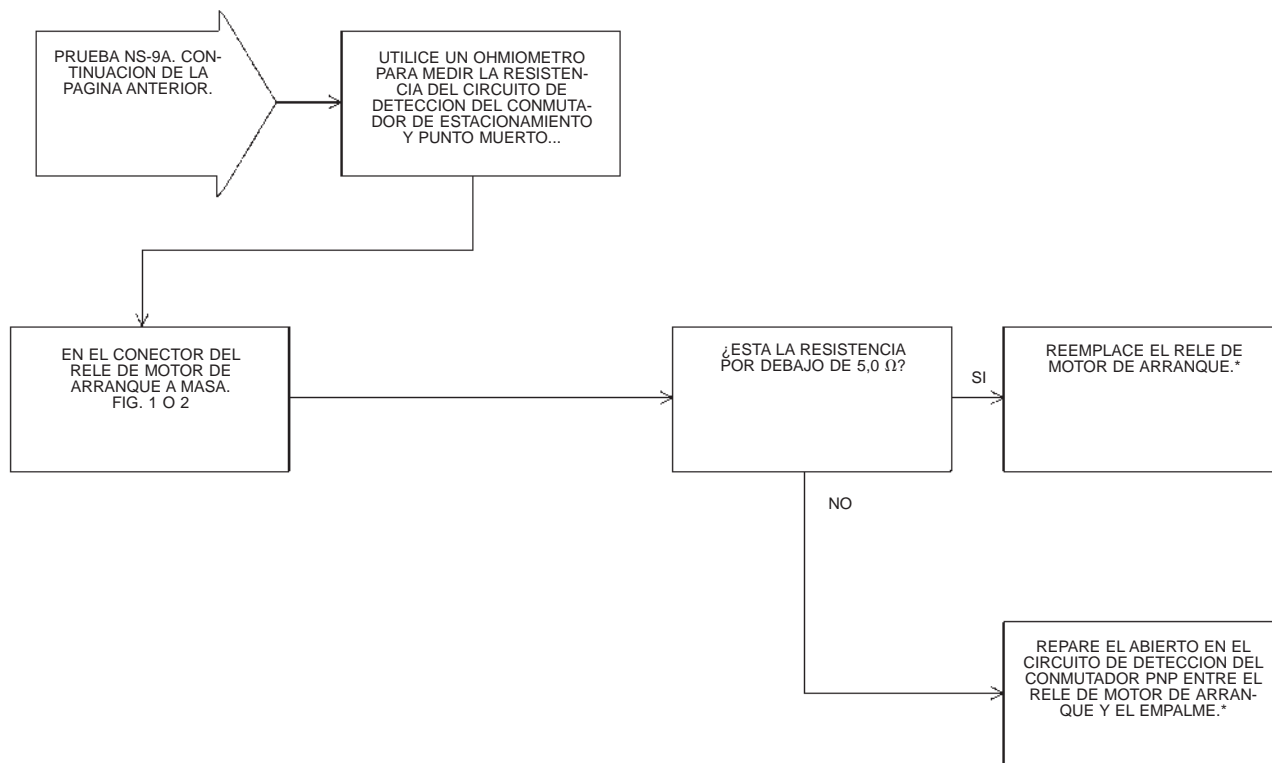 PRUEBA NS-9A. CON-
TINUACION DE LA
PAGINA ANTERIOR.
UTILICE UN OHMIOMETRO
PARA MEDIR LA RESISTEN-
CIA DEL CIRCUITO DE
DETECCION DEL CONMUTA-
DOR DE ESTACIONAMIENTO
Y PUNTO MUERTO...
EN EL CONECTOR DEL
RELE DE MOTOR DE
ARRANQUE A MASA.
FIG. 1 O 2
¿ESTA LA RESISTENCIA
POR DEBAJO DE 5,0 Ω?
SI
REEMPLACE EL RELE DE
MOTOR DE ARRANQUE.*
NO
REPARE EL ABIERTO EN EL
CIRCUITO DE DETECCION DEL
CONMUTADOR PNP ENTRE EL
RELE DE MOTOR DE ARRAN-
QUE Y EL EMPALME.*